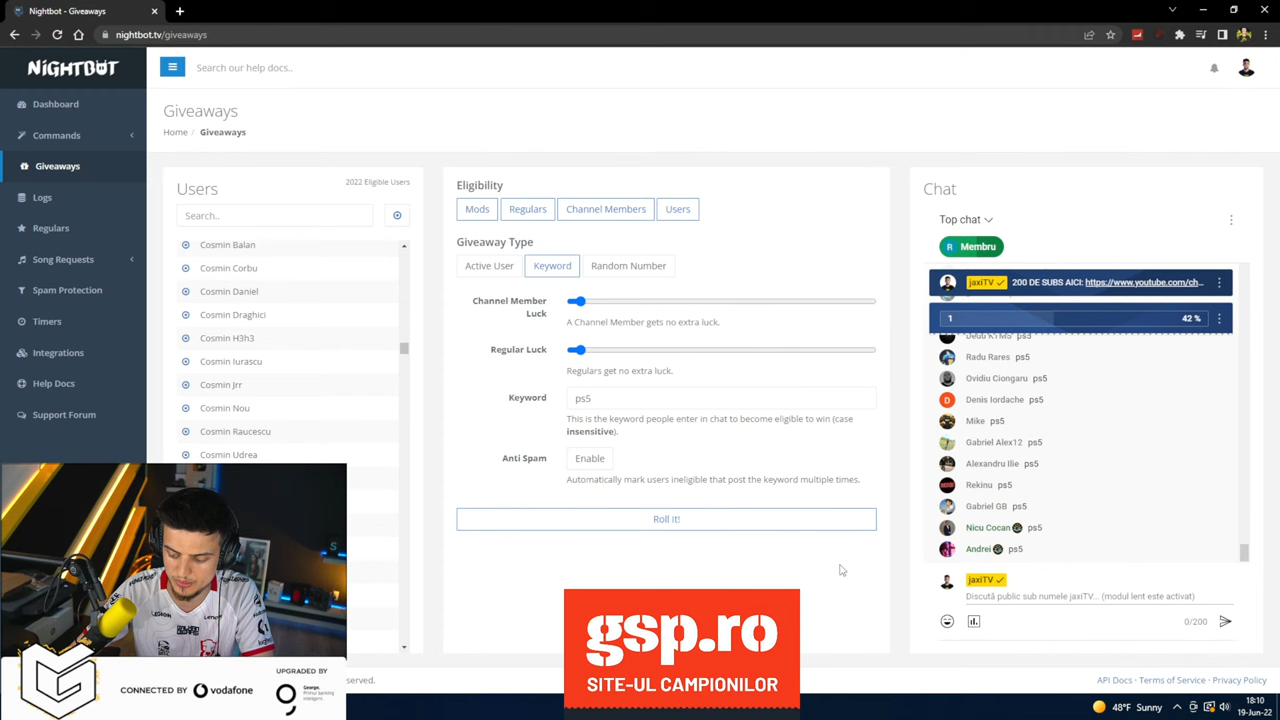 NightBot
nightbot.tv/giveaways
NIGHTBOT
Search our help docs..
Dashboard
Commands
Giveaways
Logs
Regulars
Song Requests
Spam Protection
Timers
Integrations
Help Docs
Support Forum
Giveaways
Home / Giveaways
Users
2022 Eligible Users
Search..
Cosmin Balan
Cosmin Corbu
Cosmin Daniel
Cosmin Draghici
Cosmin H3h3
Cosmin Iurascu
Cosmin Jrr
Cosmin Nou
Cosmin Raucescu
Cosmin Udrea
Eligibility
Mods Regulars Channel Members Users
Giveaway Type
Active User Keyword Random Number
Channel Member
Luck
A Channel Member gets no extra luck.
Regular Luck
Regulars get no extra luck.
Keyword
ps5
This is the keyword people enter in chat to become eligible to win (case
insensitive).
Anti Spam
Enable
Automatically mark users ineligible that post the keyword multiple times.
Roll It!
Chat
Top chat
R Membru
jaxiTV 200 DE SUBS AICI: https://www.youtube.com/ch...
1 42 %
Radu Rares ps5
Ovidiu Ciongaru ps5
D Denis Iordache ps5
Mike ps5
Gabriel Alex12 ps5
Alexandru Ilie ps5
Rekinu ps5
Gabriel GB ps5
Nicu Cocan ps5
Andrei ps5
jaxiTV
Discută public sub numele jaxiTV... (modul lent este activat)
0/200
LEGION
CONNECTED BY vodafone
UPGRADED BY
George.
gsp.ro
SITE-UL CAMPIONILOR
served.
API Docs - Terms of Service - Privacy Policy
48°F Sunny
18:10
19-Jun-22